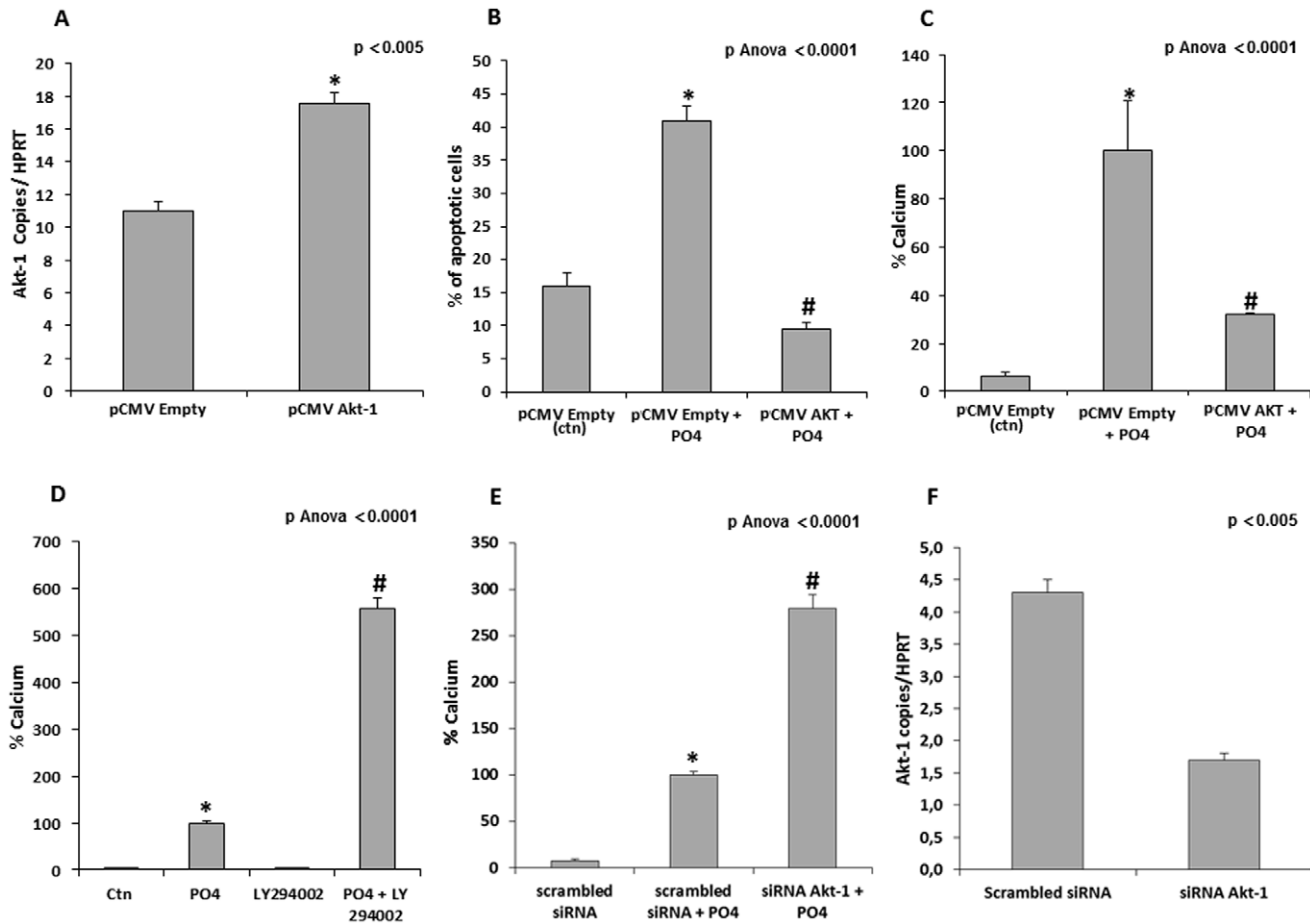 A
p <0.005
Akt-1 Copies/ HPRT
20
18
16
14
12
10
8
6
4
2
0
*
pCMV Empty
pCMV Akt-1
B
p Anova <0.0001
% of apoptotic cells
50
45
40
35
30
25
20
15
10
5
0
*
#
pCMV Empty
(ctn)
pCMV Empty +
PO4
pCMV AKT +
PO4
C
p Anova <0.0001
% Calcium
140
120
100
80
60
40
20
0
*
#
pCMV Empty
(ctn)
pCMV Empty
+ PO4
pCMV AKT +
PO4
D
p Anova <0.0001
% Calcium
700
600
500
400
300
200
100
0
*
#
Ctn
PO4
LY294002
PO4 + LY
294002
E
p Anova <0.0001
% Calcium
350
300
250
200
150
100
50
0
*
#
scrambled
siRNA
scrambled
siRNA + PO4
siRNA Akt-1 +
PO4
F
p <0.005
Akt-1 copies/HPRT
5,0
4,5
4,0
3,5
3,0
2,5
2,0
1,5
1,0
0,5
0,0
Scrambled siRNA
siRNA Akt-1